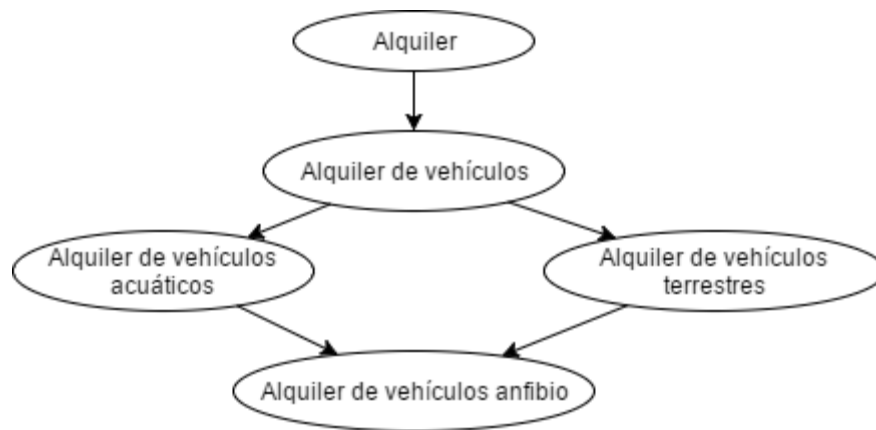 Alquiler
Alquiler de vehículos
Alquiler de vehículos
acuáticos
Alquiler de vehículos
terrestres
Alquiler de vehículos anfibio